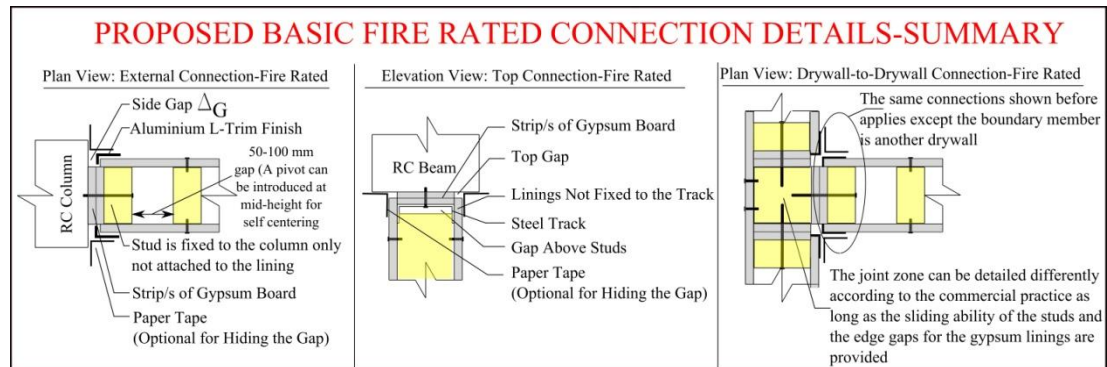 PROPOSED BASIC FIRE RATED CONNECTION DETAILS-SUMMARY
Plan View: External Connection-Fire Rated
Side Gap ΔG
Aluminium L-Trim Finish
50-100 mm
gap (A pivot can
be introduced at
mid-height for
self centering
RC Column
Stud is fixed to the column only
not attached to the lining
Strip/s of Gypsum Board
Paper Tape
(Optional for Hiding the Gap)
Elevation View: Top Connection-Fire Rated
Strip/s of Gypsum Board
RC Beam
Top Gap
Linings Not Fixed to the Track
Steel Track
Gap Above Studs
Paper Tape
(Optional for Hiding the Gap)
Plan View: Drywall-to-Drywall Connection-Fire Rated
The same connections shown before
applies except the boundary member
is another drywall
The joint zone can be detailed differently
according to the commercial practice as
long as the sliding ability of the studs and
the edge gaps for the gypsum linings are
provided